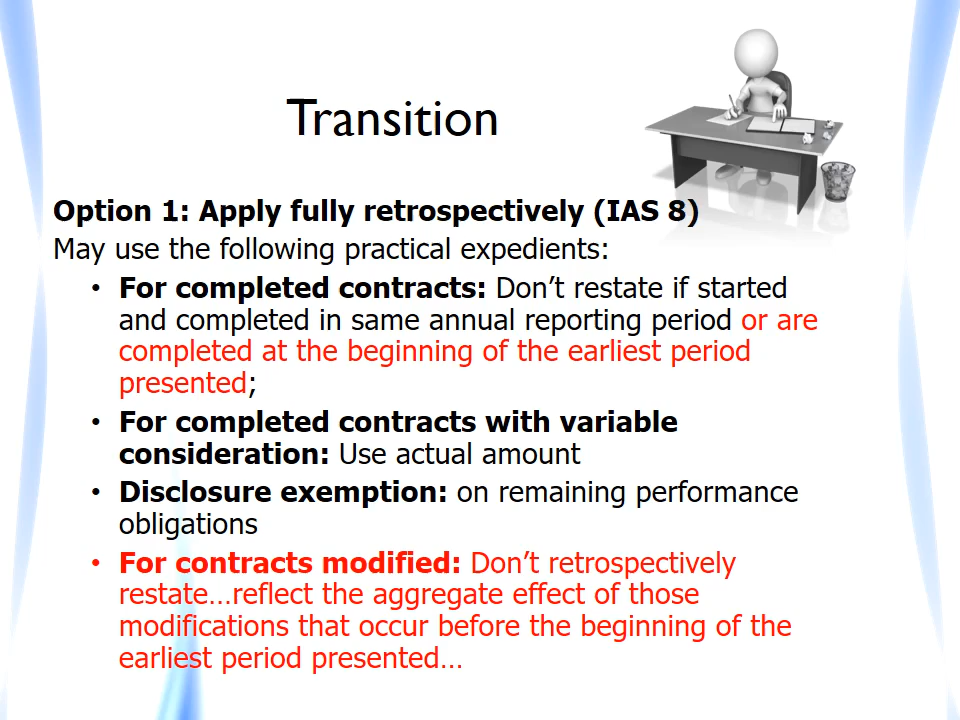 Transition
Option 1: Apply fully retrospectively (IAS 8)
May use the following practical expedients:
• For completed contracts: Don’t restate if started
and completed in same annual reporting period or are
completed at the beginning of the earliest period
presented;
• For completed contracts with variable
consideration: Use actual amount
• Disclosure exemption: on remaining performance
obligations
• For contracts modified: Don’t retrospectively
restate…reflect the aggregate effect of those
modifications that occur before the beginning of the
earliest period presented…